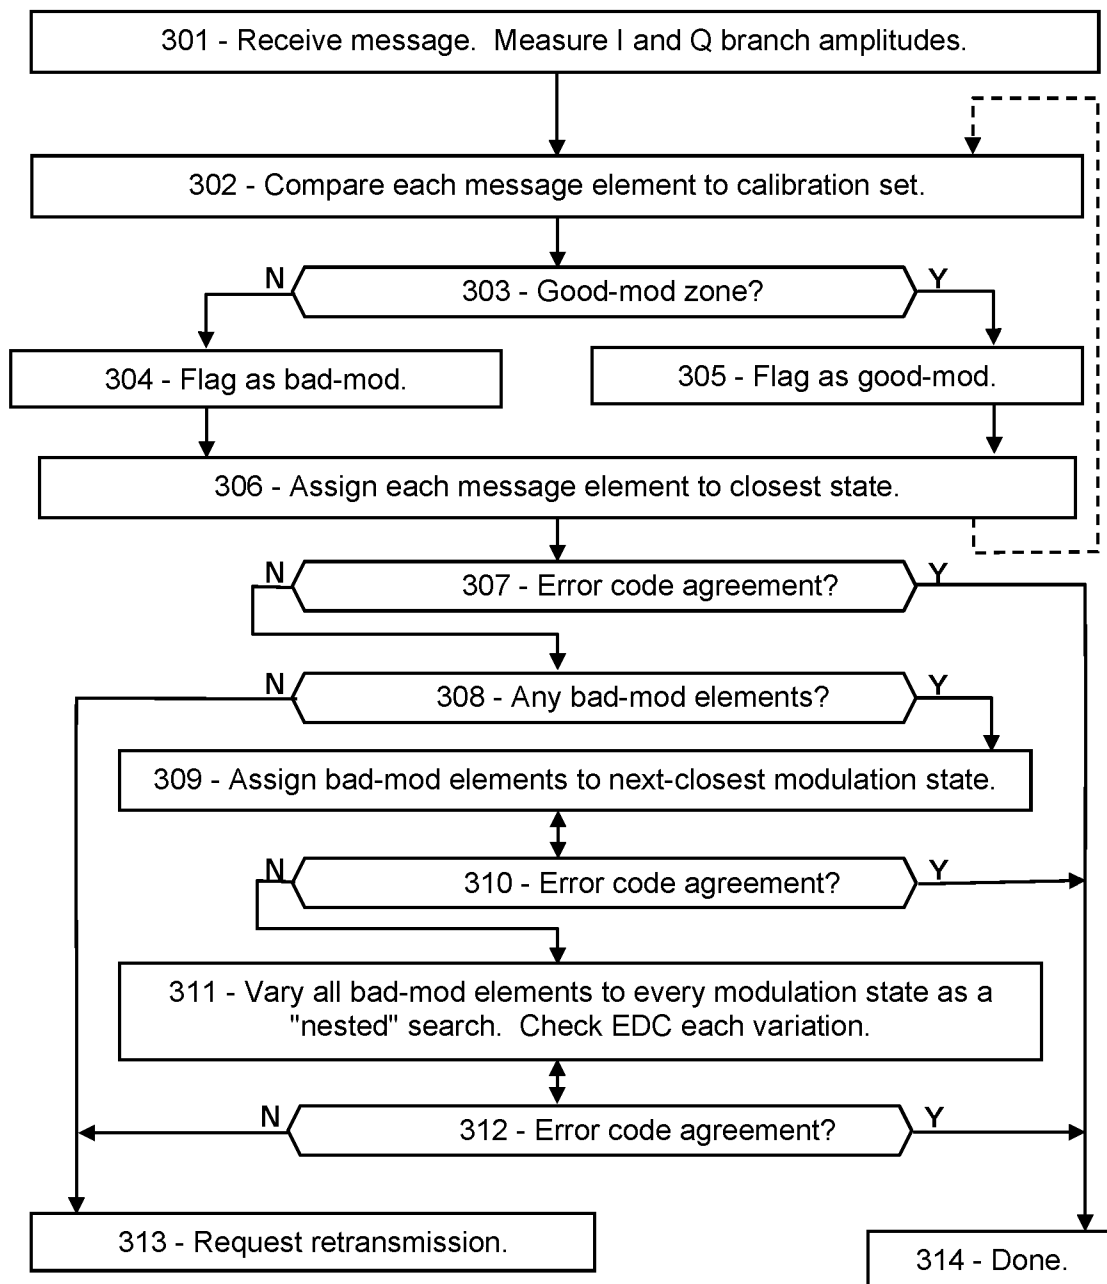 301 - Receive message.  Measure I and Q branch amplitudes.
302 - Compare each message element to calibration set.
N
303 - Good-mod zone?
Y
304 - Flag as bad-mod.
305 - Flag as good-mod.
306 - Assign each message element to closest state.
N
307 - Error code agreement?
Y
N
308 - Any bad-mod elements?
Y
309 - Assign bad-mod elements to next-closest modulation state.
N
310 - Error code agreement?
Y
311 - Vary all bad-mod elements to every modulation state as a
"nested" search.  Check EDC each variation.
N
312 - Error code agreement?
Y
313 - Request retransmission.
314 - Done.